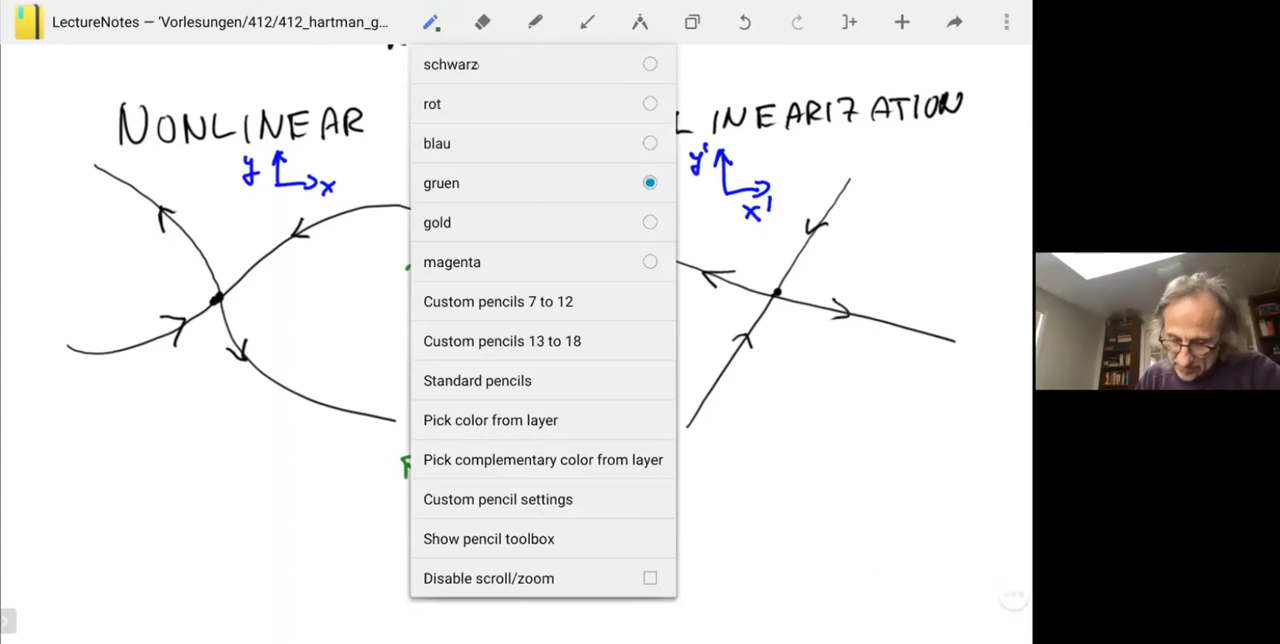 LectureNotes — 'Vorlesungen/412/412_hartman_g...
NONLINEAR
LINEARIZATION
y x
y' x'
schwarz
rot
blau
gruen
gold
magenta
Custom pencils 7 to 12
Custom pencils 13 to 18
Standard pencils
Pick color from layer
Pick complementary color from layer
Custom pencil settings
Show pencil toolbox
Disable scroll/zoom